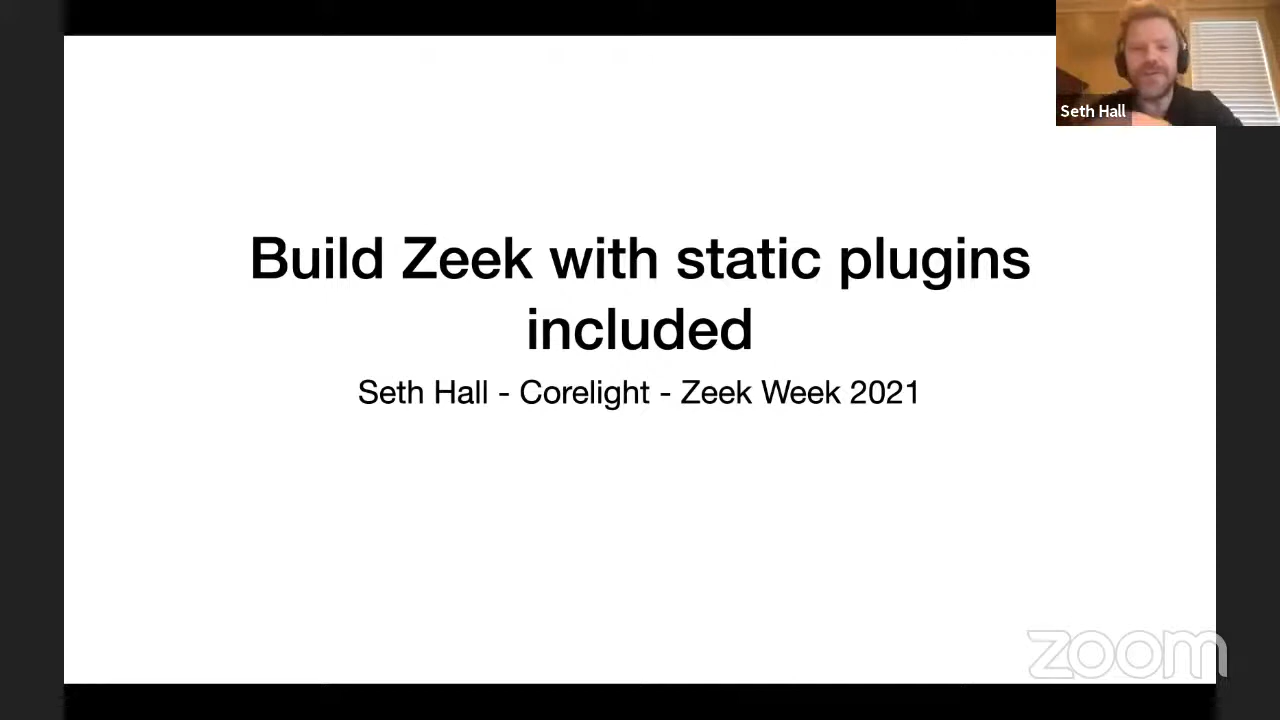 Seth Hall
Build Zeek with static plugins
included
Seth Hall - Corelight - Zeek Week 2021
zoom